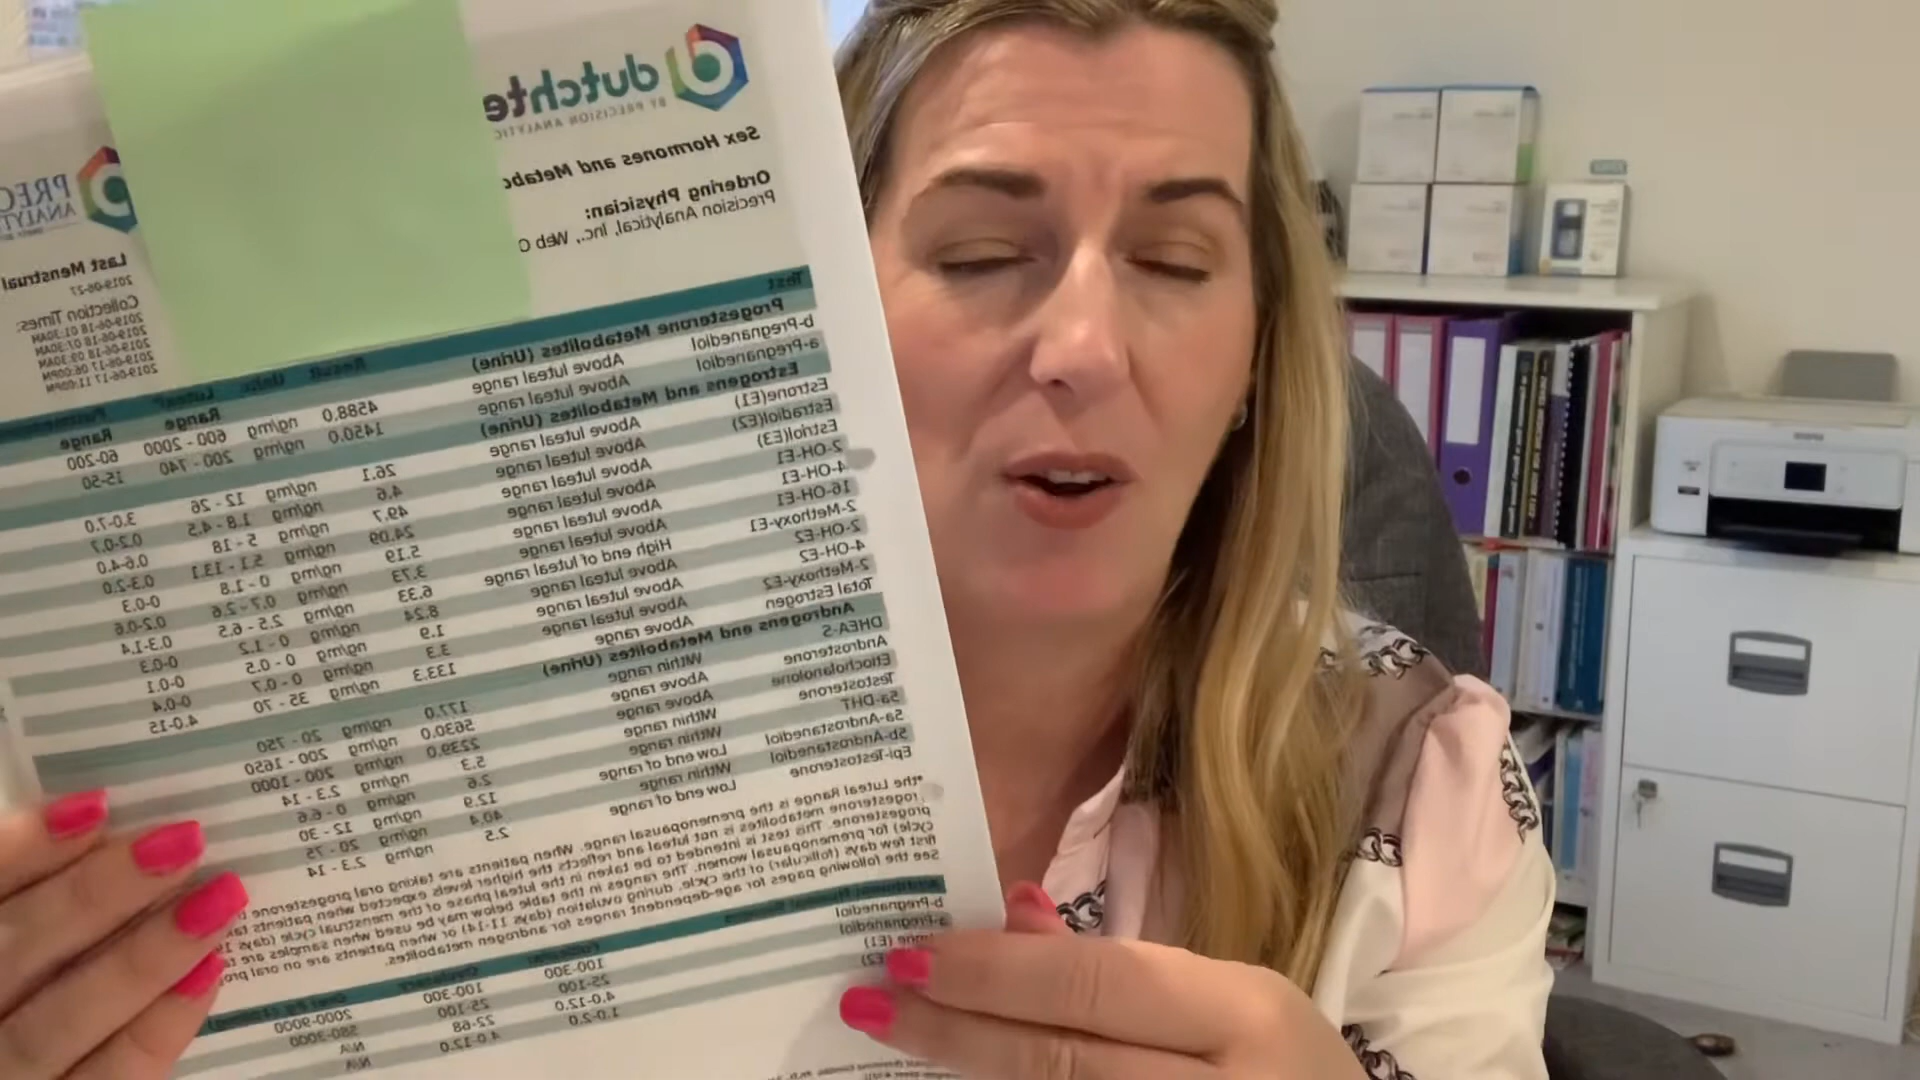 dutchte
BY PRECISION ANALYTIC
Sex Hormones and Metabo
Ordering Physician:
Precision Analytical, Inc., Web O
PREC
ANALYTI
Last Menstrual
Collection Times:
2019-06-18 01:30AM
2019-06-18 07:30AM
2019-06-18 09:30AM
2019-06-17 06:00PM
2019-06-17 11:00PM
Test Result Units Luteal* Range Range
Progesterone Metabolites (Urine)
b-Pregnanediol Above luteal range 4588.0 ng/mg 600 - 2000 60-200
a-Pregnanediol Above luteal range 1450.0 ng/mg 200 - 740 15-50
Estrogens and Metabolites (Urine)
Estrone(E1) Above luteal range 26.1 ng/mg 12 - 26 3.0-7.0
Estradiol(E2) Above luteal range 4.6 ng/mg 1.8 - 4.5 0.2-0.7
Estriol(E3) Above luteal range 49.7 ng/mg 5 - 18 0.6-4.0
2-OH-E1 Above luteal range 24.09 ng/mg 5.1 - 13.1 0.3-2.0
4-OH-E1 Above luteal range 5.19 ng/mg 0 - 1.8 0-0.3
16-OH-E1 Above luteal range 3.73 ng/mg 0.7 - 2.6 0.2-0.6
2-Methoxy-E1 High end of luteal range 6.33 ng/mg 2.5 - 6.5 0.3-1.4
2-OH-E2 Above luteal range 8.24 ng/mg 0 - 1.2 0-0.3
4-OH-E2 Above luteal range 1.9 ng/mg 0 - 0.5 0-0.1
2-Methoxy-E2 Above luteal range 3.3 ng/mg 0 - 0.7 0-0.4
Total Estrogen Above range 133.3 ng/mg 35 - 70 4.0-15
Androgens and Metabolites (Urine)
DHEA-S Within range 177.0 ng/mg 20 - 750
Androsterone Above range 5630.0 ng/mg 200 - 1650
Etiocholanolone Above range 2239.0 ng/mg 200 - 1000
Testosterone Within range 5.3 ng/mg 2.3 - 14
5a-DHT Within range 2.6 ng/mg 0 - 6.6
5a-Androstanediol Low end of range 12.9 ng/mg 12 - 30
5b-Androstanediol Within range 40.4 ng/mg 20 - 75
Epi-Testosterone Low end of range 2.5 ng/mg 2.3 - 14
*the Luteal Range is the premenopausal range. When patients are taking oral progesterone
progesterone metabolites is not luteal and reflects the higher levels expected when patients tak
progesterone. This test is intended to be taken in the luteal phase of the menstrual cycle (days
cycle) for premenopausal women. The ranges in the table below may be used when samples are ta
first few days (follicular) of the cycle, during ovulation (days 11-14) or when patients are on oral pro
See the following pages for age-dependent ranges for androgen metabolites.
b-Pregnanediol 100-300 100-300 2000-9000
a-Pregnanediol 25-100 25-100 580-3000
(E1) 4.0-12.0 22-68 N/A
(E2) 1.0-2.0 4.0-12.0 N/A